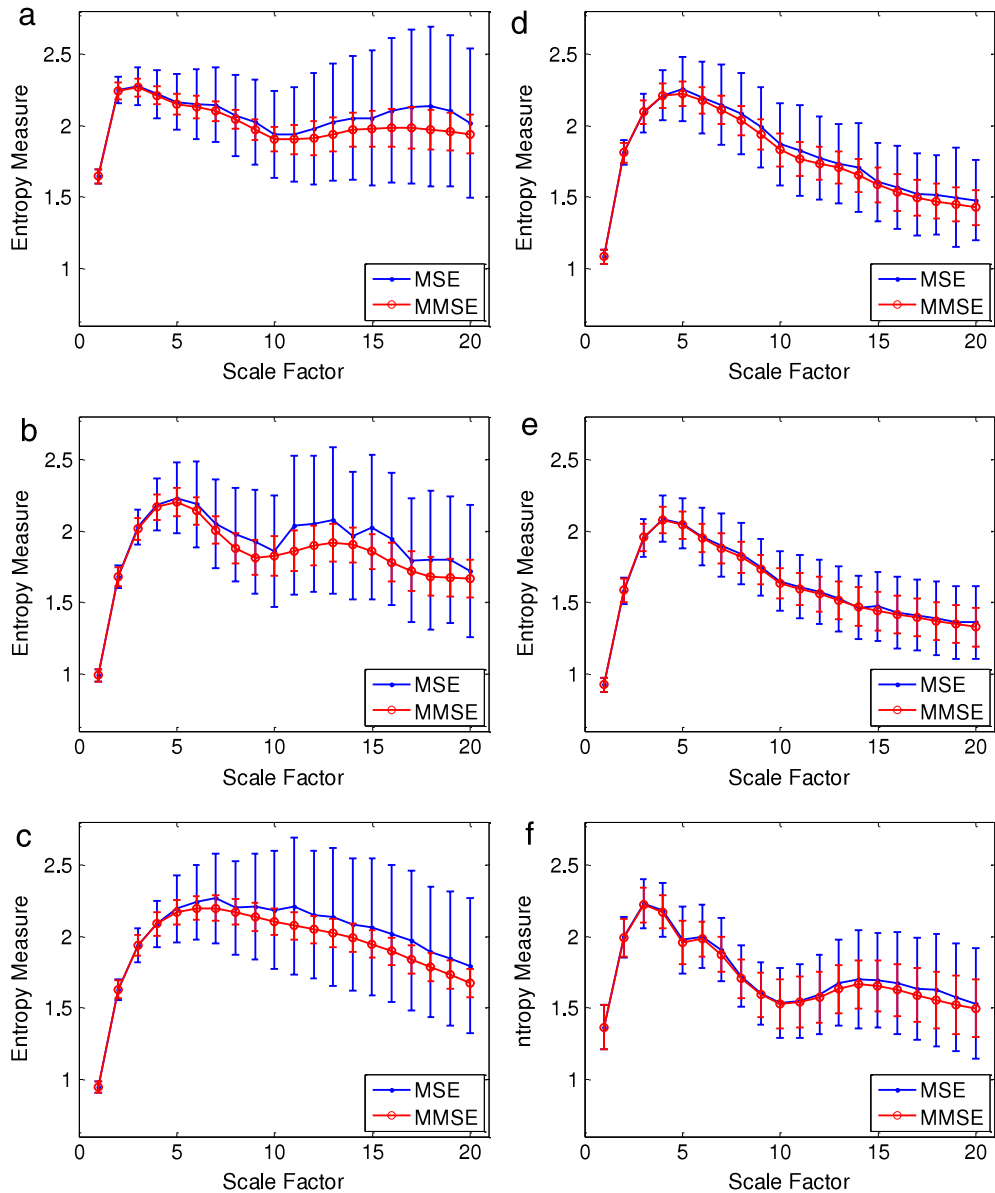 a
2.5
2
1.5
1
Entropy Measure
MSE
MMSE
0 5 10 15 20
Scale Factor
d
2.5
2
1.5
1
Entropy Measure
MSE
MMSE
0 5 10 15 20
Scale Factor
b
2.5
2
1.5
1
Entropy Measure
MSE
MMSE
0 5 10 15 20
Scale Factor
e
2.5
2
1.5
1
Entropy Measure
MSE
MMSE
0 5 10 15 20
Scale Factor
c
2.5
2
1.5
1
Entropy Measure
MSE
MMSE
0 5 10 15 20
Scale Factor
f
2.5
2
1.5
1
ntropy Measure
MSE
MMSE
0 5 10 15 20
Scale Factor